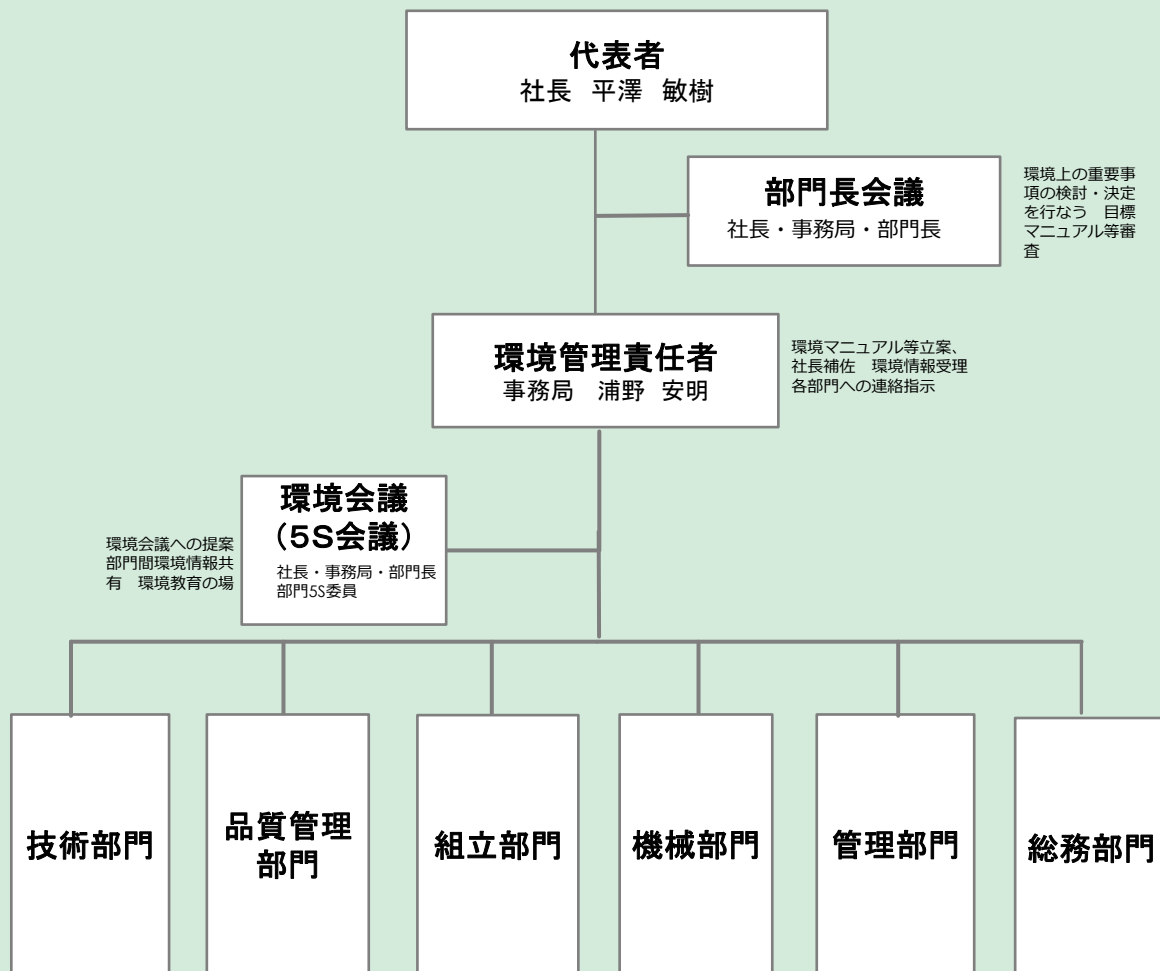 代表者
社長 平澤 敏樹
部門長会議
社長・事務局・部門長
環境上の重要事
項の検討・決定
を行なう 目標
マニュアル等審
査
環境管理責任者
事務局 浦野 安明
環境マニュアル等立案、
社長補佐 環境情報受理
各部門への連絡指示
環境会議
（5S会議）
社長・事務局・部門長
部門5S委員
環境会議への提案
部門間環境情報共
有 環境教育の場
技術部門
品質管理
部門
組立部門
機械部門
管理部門
総務部門